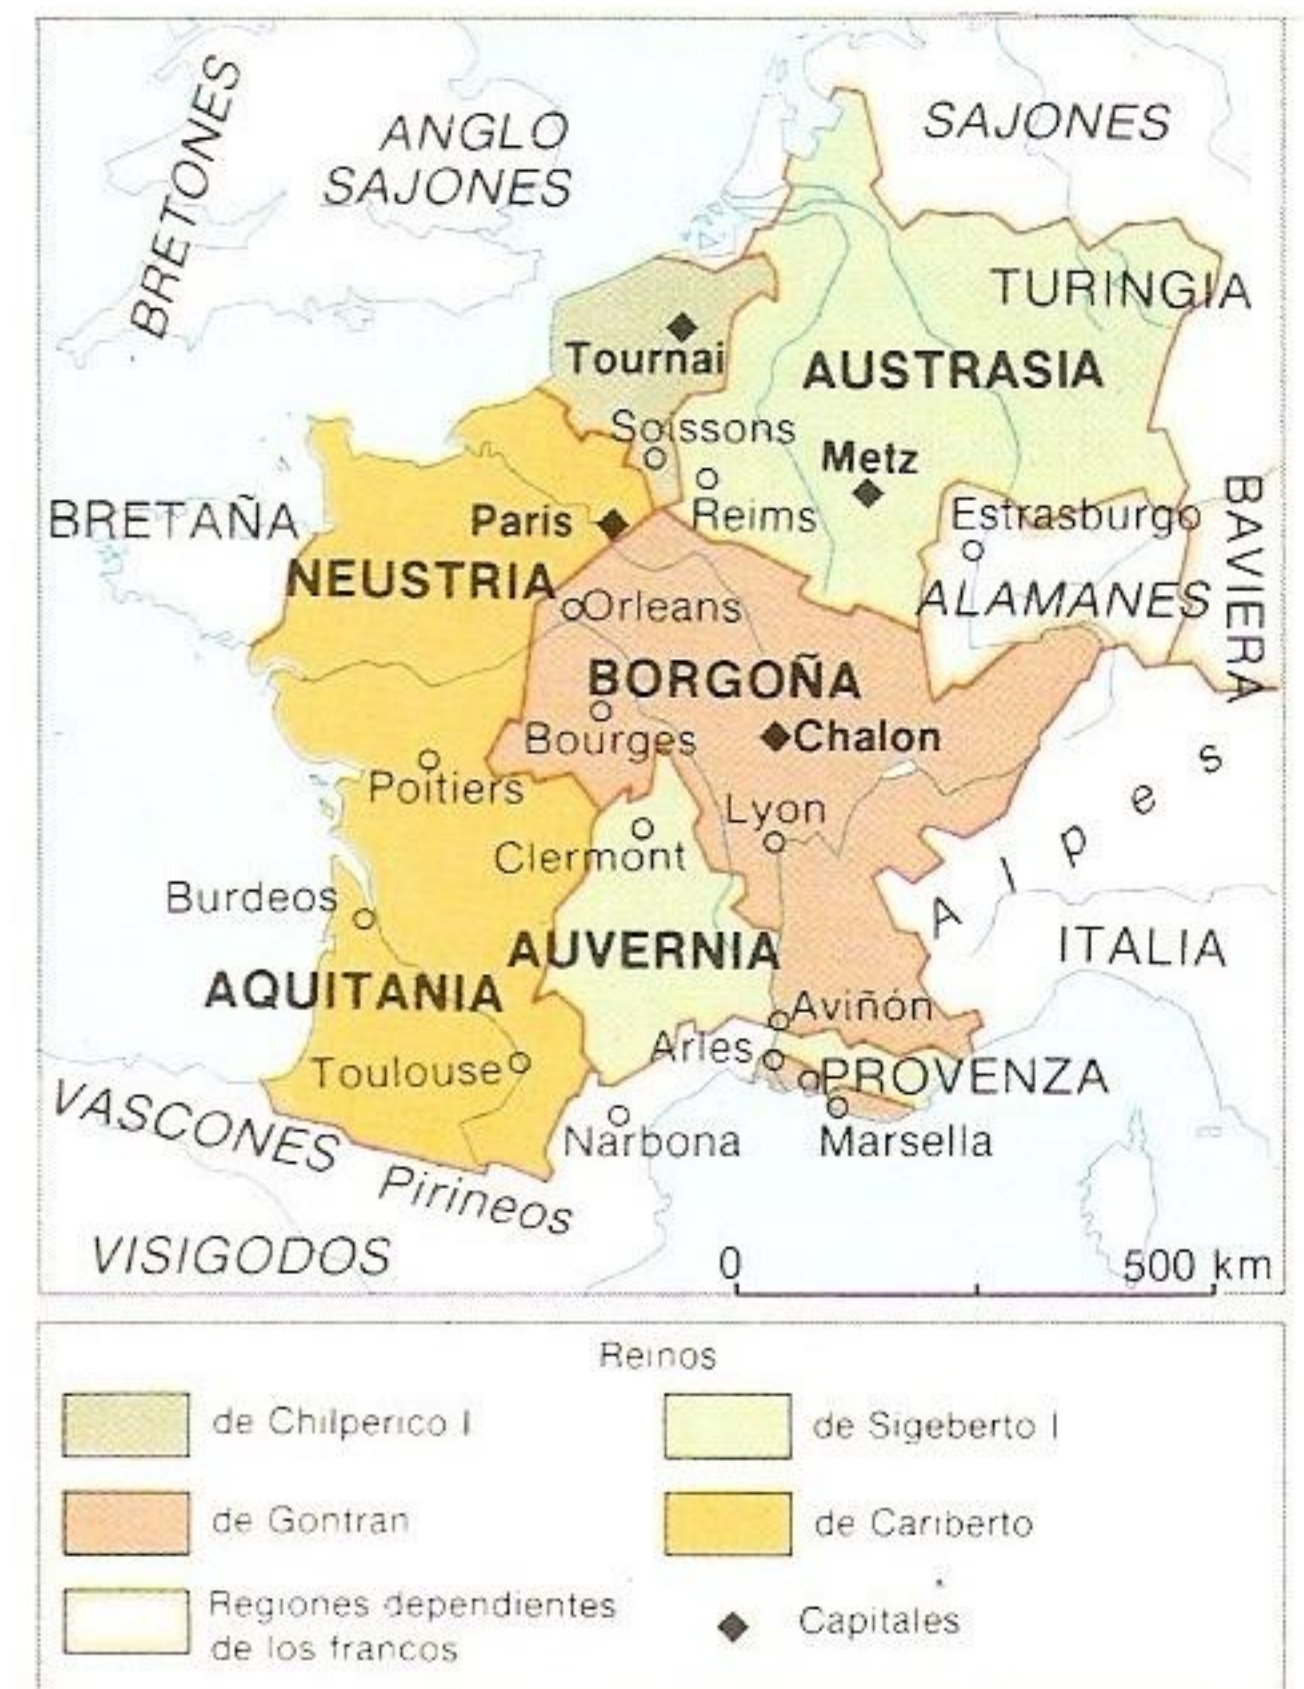 BRETONES
ANGLO
SAJONES
SAJONES
TURINGIA
Tournai
AUSTRASIA
Soissons
Metz
Reims
BRETAÑA
Paris
Estrasburgo
BAVIERA
NEUSTRIA
Orleans
ALAMANES
BORGOÑA
Bourges
Chalon
Poitiers
Lyon
Clermont
Alpes
Burdeos
AUVERNIA
ITALIA
AQUITANIA
Aviñón
Arles
Toulouse
PROVENZA
VASCONES
Narbona
Marsella
Pirineos
VISIGODOS
0
500 km
Reinos
de Chilperico I
de Sigeberto I
de Gontran
de Cariberto
Regiones dependientes
de los francos
Capitales